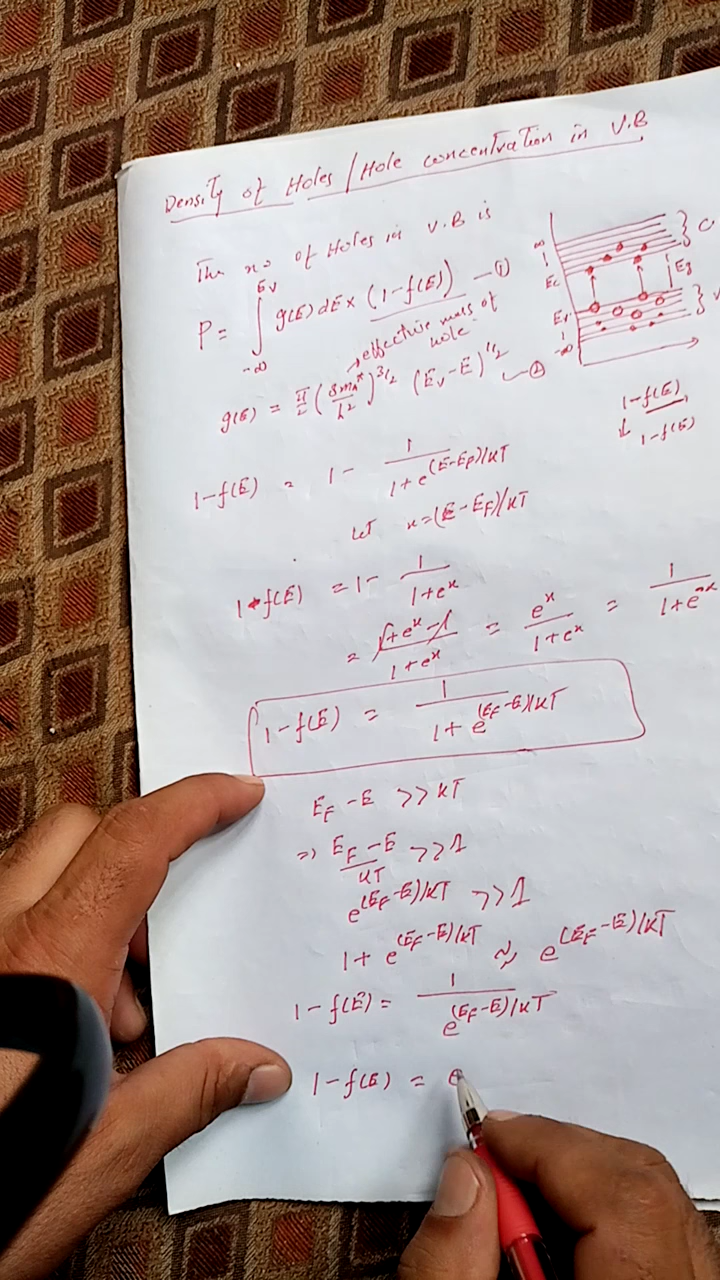 Density of Holes / Hole concentration in V.B
The no of Holes in V.B is
P = ∫_{-∞}^{Ev} g(E) dE × (1-f(E)) —①
→ effective mass of hole
g(E) = π/2 (8m_h*/h²)^{3/2} (Ev-E)^{1/2} —②
∞
Ec
Ev
-∞
Eg
C
V
1-f(E)
↓ 1-f(E)
1-f(E) = 1 - 1/(1+e^{(E-EF)/kT})
let x=(E-EF)/kT
1-f(E) = 1- 1/(1+e^x)
= (1+e^x-1)/(1+e^x) = e^x/(1+e^x) = 1/(1+e^{-x})
1-f(E) = 1/(1+e^{(EF-E)/kT})
EF-E >> kT
⇒ (EF-E)/kT >> 1
e^{(EF-E)/kT} >> 1
1+ e^{(EF-E)/kT} ≈ e^{(EF-E)/kT}
1-f(E) = 1/e^{(EF-E)/kT}
1-f(E) = e